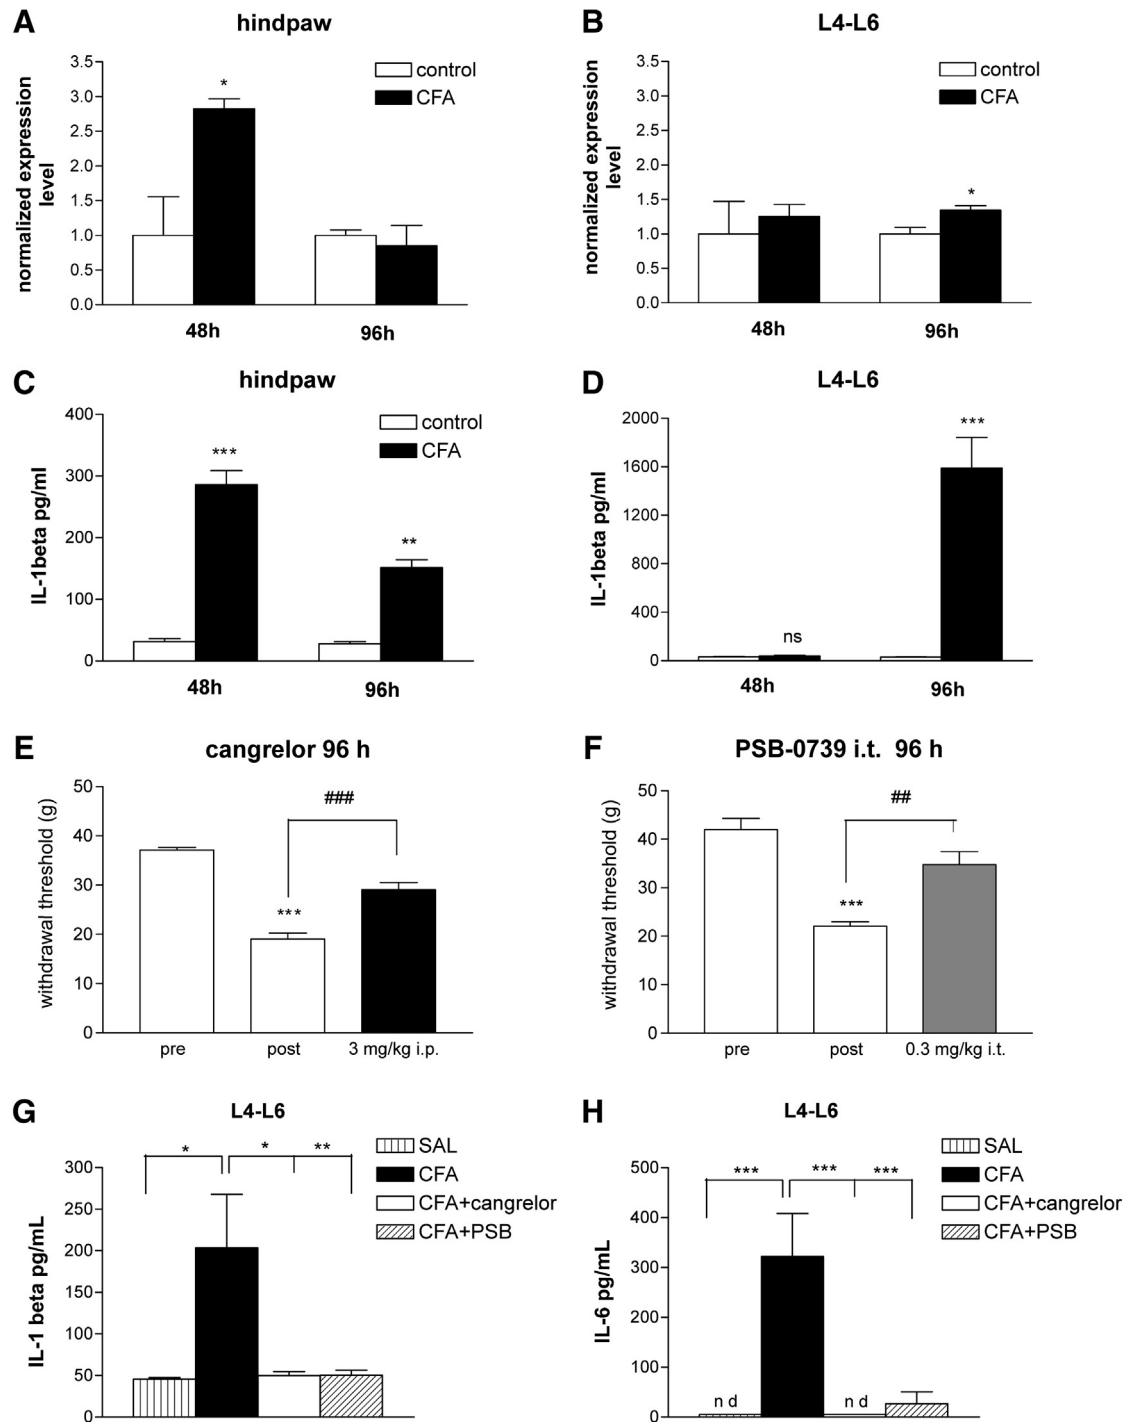 A
hindpaw
normalized expression
level
3.5
3.0
2.5
2.0
1.5
1.0
0.5
0.0
control
CFA
*
48h
96h
B
L4-L6
normalized expression
level
3.5
3.0
2.5
2.0
1.5
1.0
0.5
0.0
control
CFA
*
48h
96h
C
hindpaw
IL-1beta pg/ml
400
300
200
100
0
control
CFA
***
**
48h
96h
D
L4-L6
IL-1beta pg/ml
2000
1600
1200
800
400
0
***
ns
48h
96h
E
cangrelor 96 h
withdrawal threshold (g)
50
40
30
20
10
0
###
***
pre
post
3 mg/kg i.p.
F
PSB-0739 i.t. 96 h
withdrawal threshold (g)
50
40
30
20
10
0
##
***
pre
post
0.3 mg/kg i.t.
G
L4-L6
IL-1 beta pg/mL
300
250
200
150
100
50
0
* * **
SAL
CFA
CFA+cangrelor
CFA+PSB
H
L4-L6
IL-6 pg/mL
500
400
300
200
100
0
*** *** ***
n d
n d
SAL
CFA
CFA+cangrelor
CFA+PSB